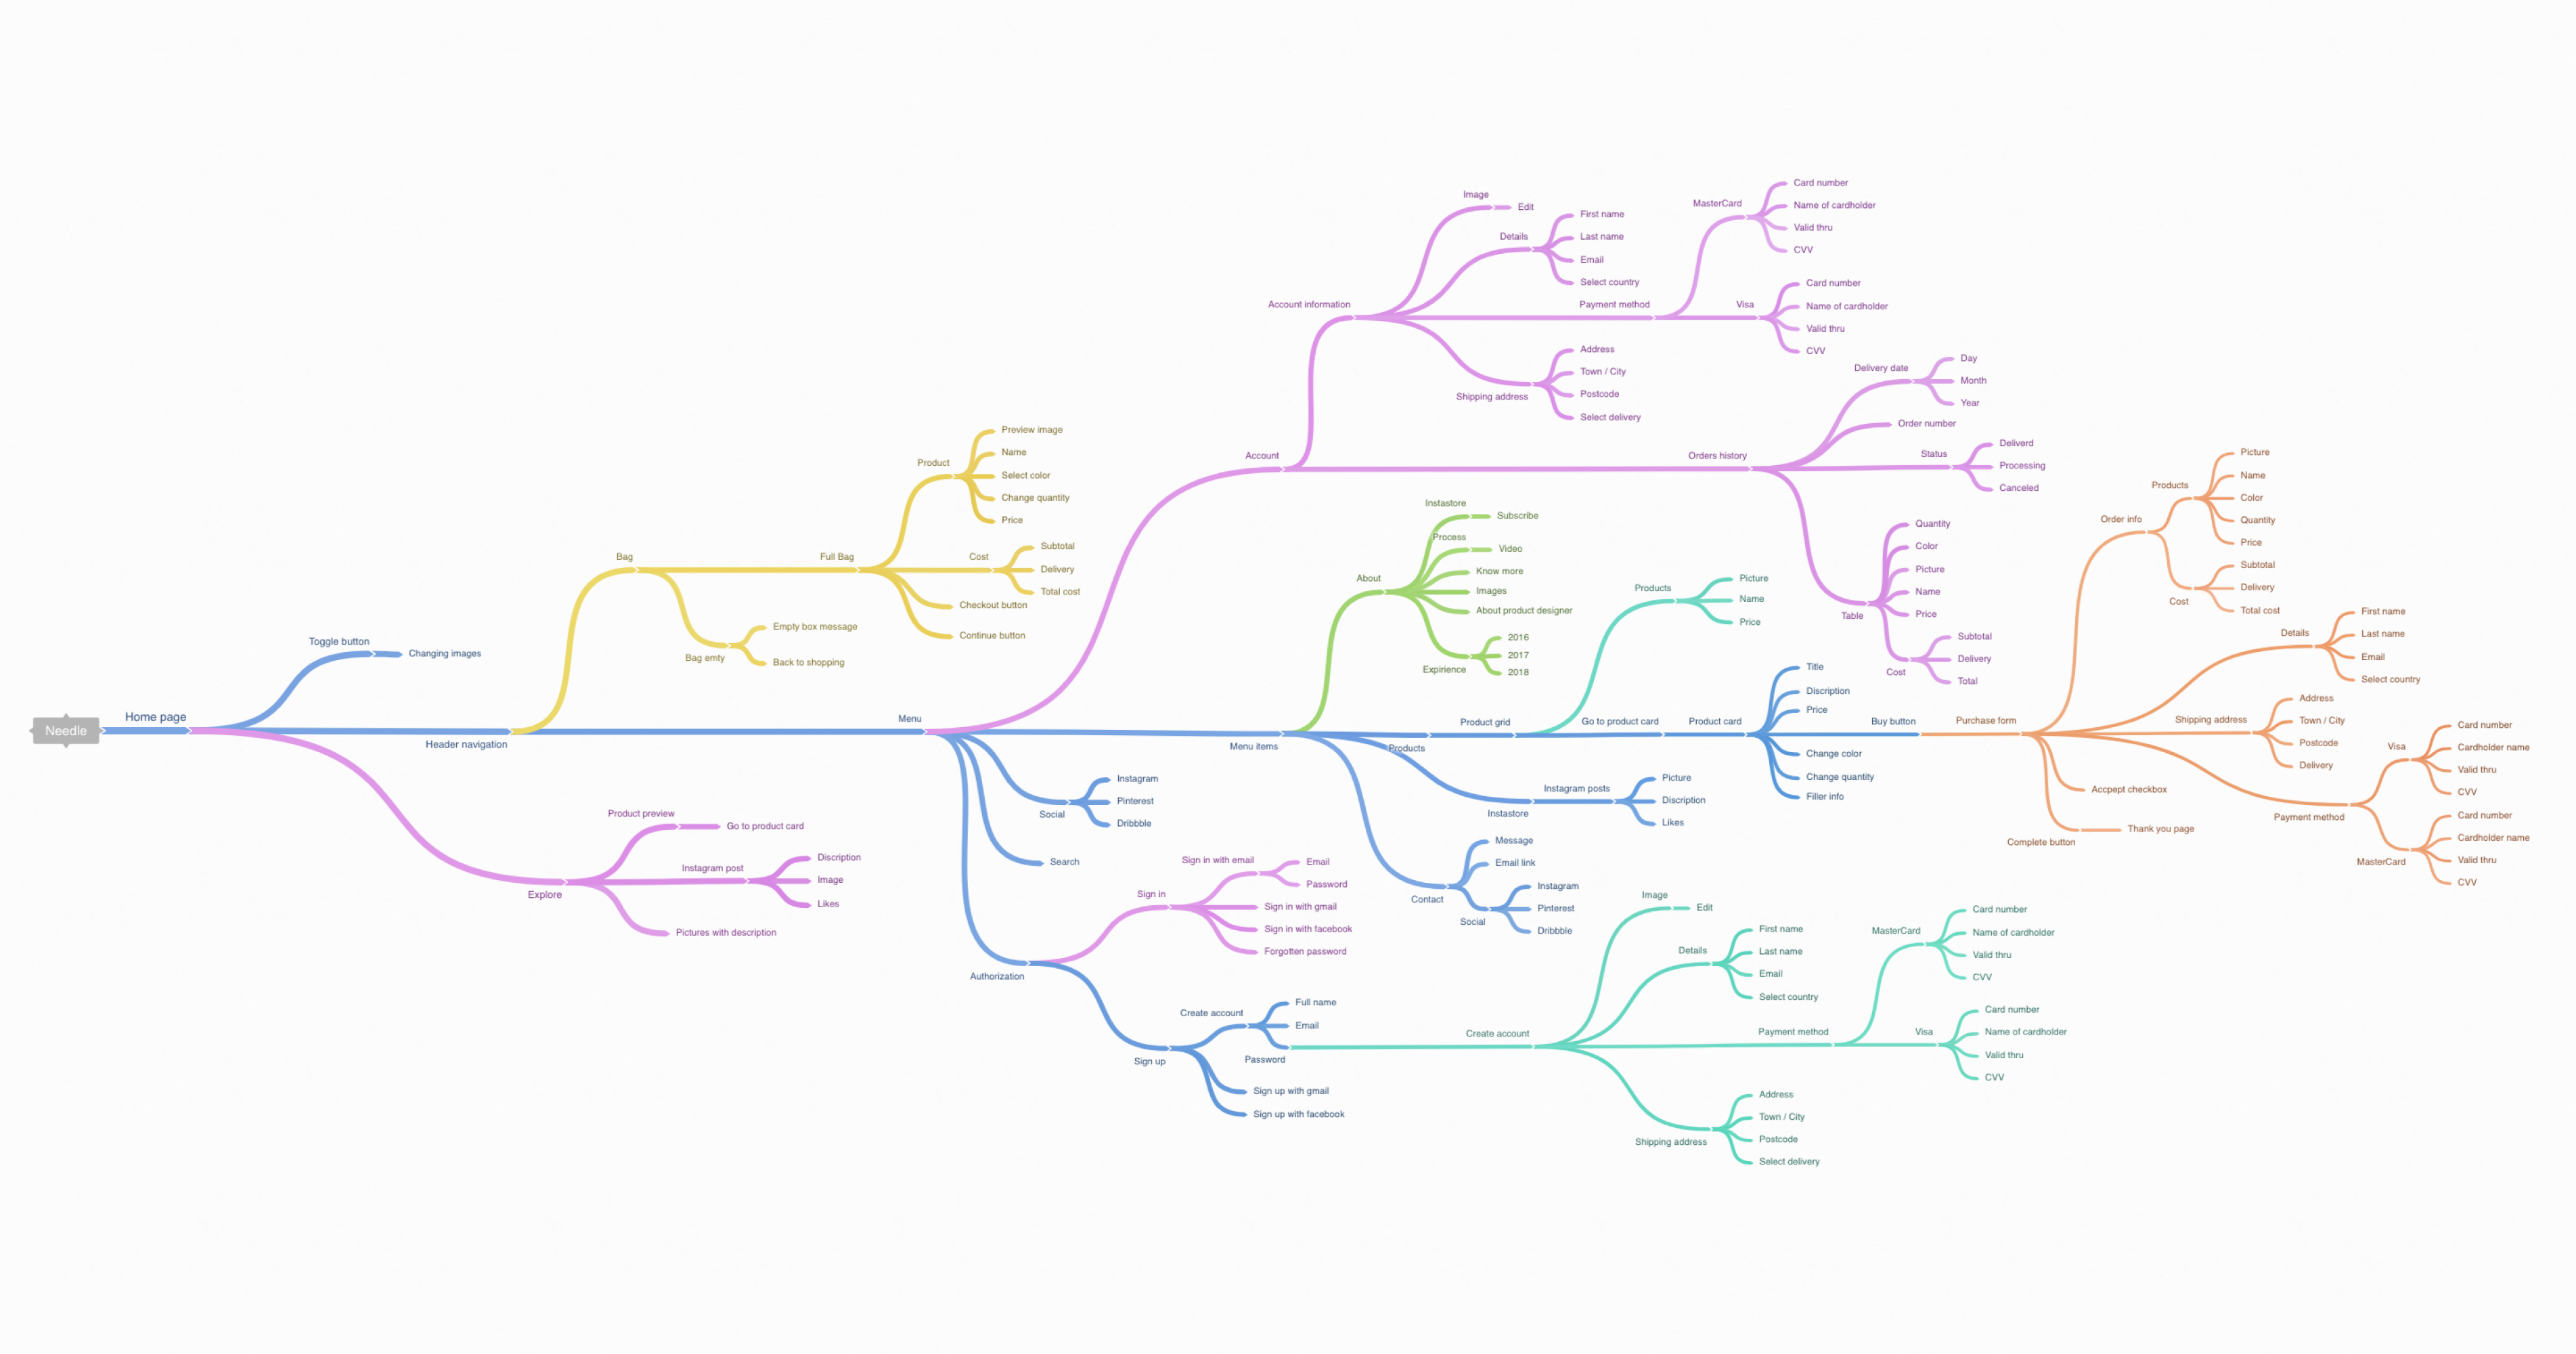 Needle
Home page
Toggle button
Changing images
Header navigation
Bag
Full Bag
Product
Preview image
Name
Select color
Change quantity
Price
Cost
Subtotal
Delivery
Total cost
Checkout button
Continue button
Bag emty
Empty box message
Back to shopping
Menu
Account
Account information
Image
Edit
Details
First name
Last name
Email
Select country
Payment method
MasterCard
Card number
Name of cardholder
Valid thru
CVV
Visa
Card number
Name of cardholder
Valid thru
CVV
Shipping address
Address
Town / City
Postcode
Select delivery
Orders history
Delivery date
Day
Month
Year
Order number
Status
Deliverd
Processing
Canceled
Table
Quantity
Color
Picture
Name
Price
Cost
Subtotal
Delivery
Total
Menu items
About
Instastore
Subscribe
Process
Video
Know more
Images
About product designer
Expirience
2016
2017
2018
Products
Product grid
Products
Picture
Name
Price
Go to product card
Product card
Title
Discription
Price
Buy button
Purchase form
Order info
Products
Picture
Name
Color
Quantity
Price
Cost
Subtotal
Delivery
Total cost
Details
First name
Last name
Email
Select country
Shipping address
Address
Town / City
Postcode
Delivery
Payment method
Visa
Card number
Cardholder name
Valid thru
CVV
MasterCard
Card number
Cardholder name
Valid thru
CVV
Accpept checkbox
Complete button
Thank you page
Change color
Change quantity
Filler info
Instastore
Instagram posts
Picture
Discription
Likes
Contact
Message
Email link
Social
Instagram
Pinterest
Dribbble
Social
Instagram
Pinterest
Dribbble
Search
Authorization
Sign in
Sign in with email
Email
Password
Sign in with gmail
Sign in with facebook
Forgotten password
Sign up
Create account
Full name
Email
Password
Create account
Image
Edit
Details
First name
Last name
Email
Select country
Payment method
MasterCard
Card number
Name of cardholder
Valid thru
CVV
Visa
Card number
Name of cardholder
Valid thru
CVV
Shipping address
Address
Town / City
Postcode
Select delivery
Sign up with gmail
Sign up with facebook
Explore
Product preview
Go to product card
Instagram post
Discription
Image
Likes
Pictures with description